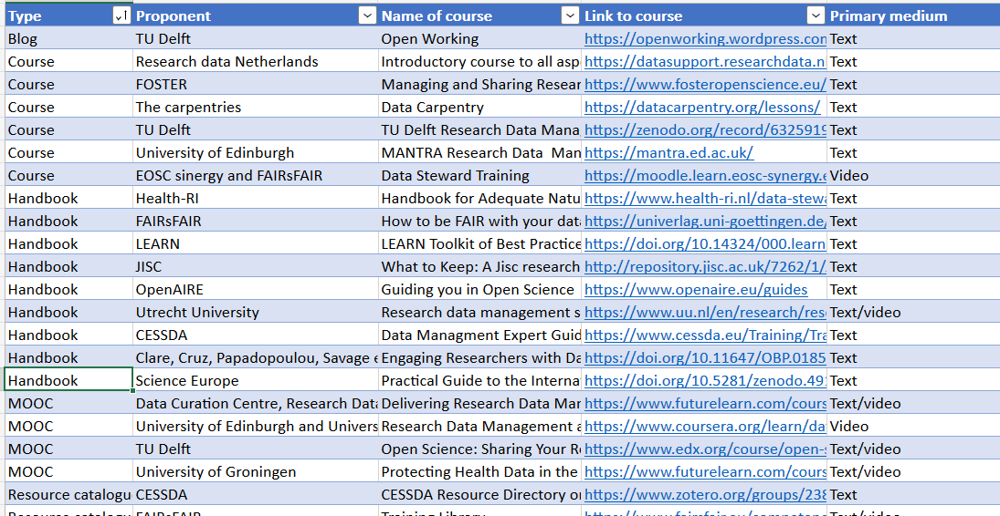 Type Proponent Name of course Link to course Primary medium
Blog TU Delft Open Working https://openworking.wordpress.con Text
Course Research data Netherlands Introductory course to all asp https://datasupport.researchdata.n Text
Course FOSTER Managing and Sharing Resear https://www.fosteropenscience.eu/ Text
Course The carpentries Data Carpentry https://datacarpentry.org/lessons/ Text
Course TU Delft TU Delft Research Data Mana https://zenodo.org/record/6325919 Text
Course University of Edinburgh MANTRA Research Data Man https://mantra.ed.ac.uk/ Text
Course EOSC sinergy and FAIRsFAIR Data Steward Training https://moodle.learn.eosc-synergy.e Video
Handbook Health-RI Handbook for Adequate Natu https://www.health-ri.nl/data-stewa Text
Handbook FAIRsFAIR How to be FAIR with your dat https://univerlag.uni-goettingen.de/ Text
Handbook LEARN LEARN Toolkit of Best Practice https://doi.org/10.14324/000.learn Text
Handbook JISC What to Keep: A Jisc research http://repository.jisc.ac.uk/7262/1/ Text
Handbook OpenAIRE Guiding you in Open Science https://www.openaire.eu/guides Text
Handbook Utrecht University Research data management s https://www.uu.nl/en/research/res Text/video
Handbook CESSDA Data Managment Expert Guid https://www.cessda.eu/Training/Tra Text
Handbook Clare, Cruz, Papadopoulou, Savage e Engaging Researchers with Da https://doi.org/10.11647/OBP.0185 Text
Handbook Science Europe Practical Guide to the Interna https://doi.org/10.5281/zenodo.491 Text
MOOC Data Curation Centre, Research Data Delivering Research Data Mar https://www.futurelearn.com/cours Text/video
MOOC University of Edinburgh and Univers Research Data Management a https://www.coursera.org/learn/da Video
MOOC TU Delft Open Science: Sharing Your R https://www.edx.org/course/open-s Text/video
MOOC University of Groningen Protecting Health Data in the https://www.futurelearn.com/cours Text/video
Resource catalogu CESSDA CESSDA Resource Directory or https://www.zotero.org/groups/238 Text
Resource catalogu FAIRsFAIR Training Library https://www.fairsfair.eu/competenc Text/video